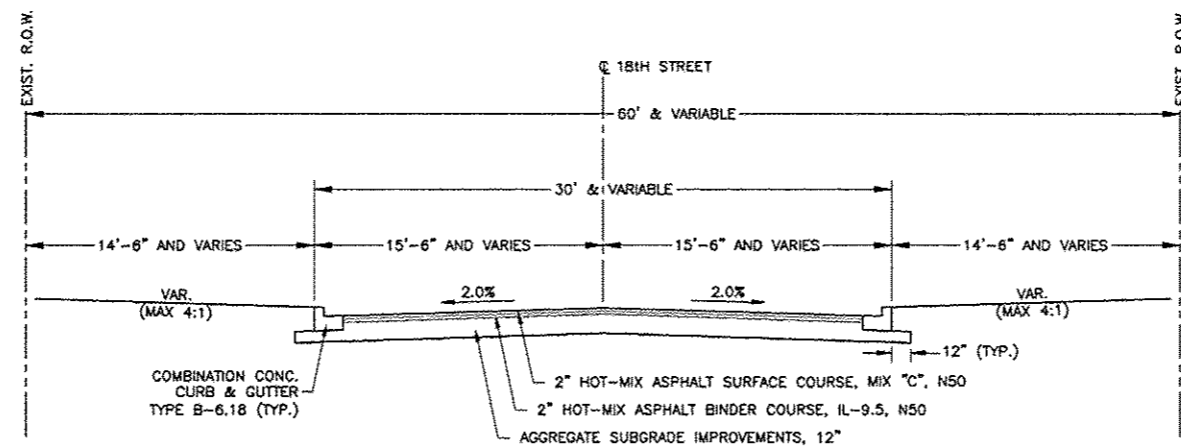 EXIST. R.O.W.
EXIST. R.O.W.
℄ 18tH STREET
60' & VARIABLE
30' & VARIABLE
14'-6" AND VARIES
15'-6" AND VARIES
15'-6" AND VARIES
14'-6" AND VARIES
VAR.
(MAX 4:1)
2.0%
2.0%
VAR.
(MAX 4:1)
12" (TYP.)
COMBINATION CONC.
CURB & GUTTER
TYPE B-6.18 (TYP.)
2" HOT-MIX ASPHALT SURFACE COURSE, MIX "C", N50
2" HOT-MIX ASPHALT BINDER COURSE, IL-9.5, N50
AGGREGATE SUBGRADE IMPROVEMENTS, 12"